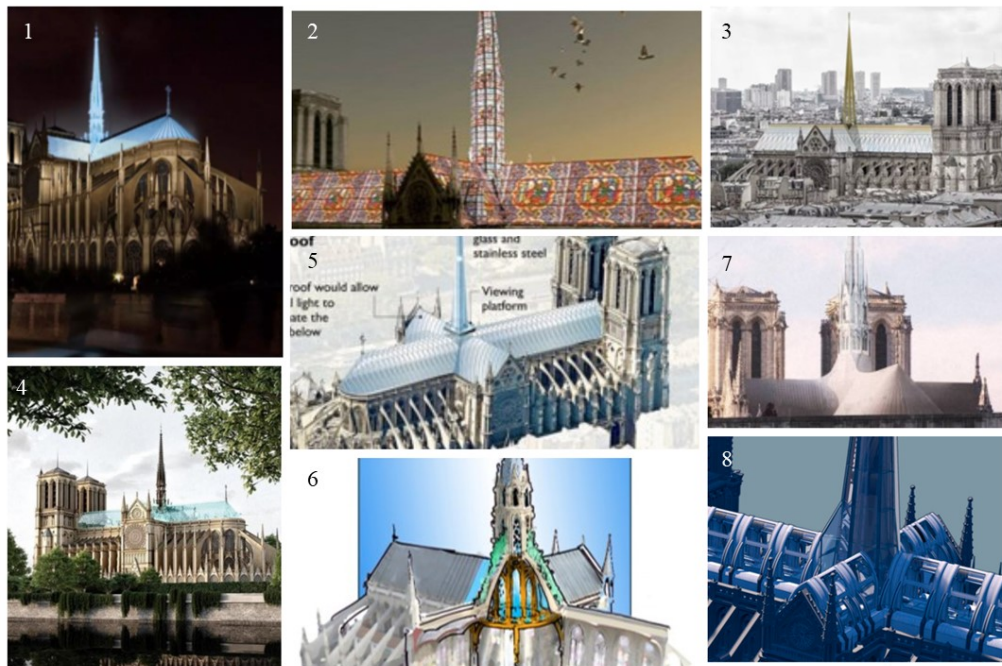 1
2
3
5
oof
glass and
stainless steel
roof would allow
light to
ate the
below
Viewing
platform
7
4
6
8